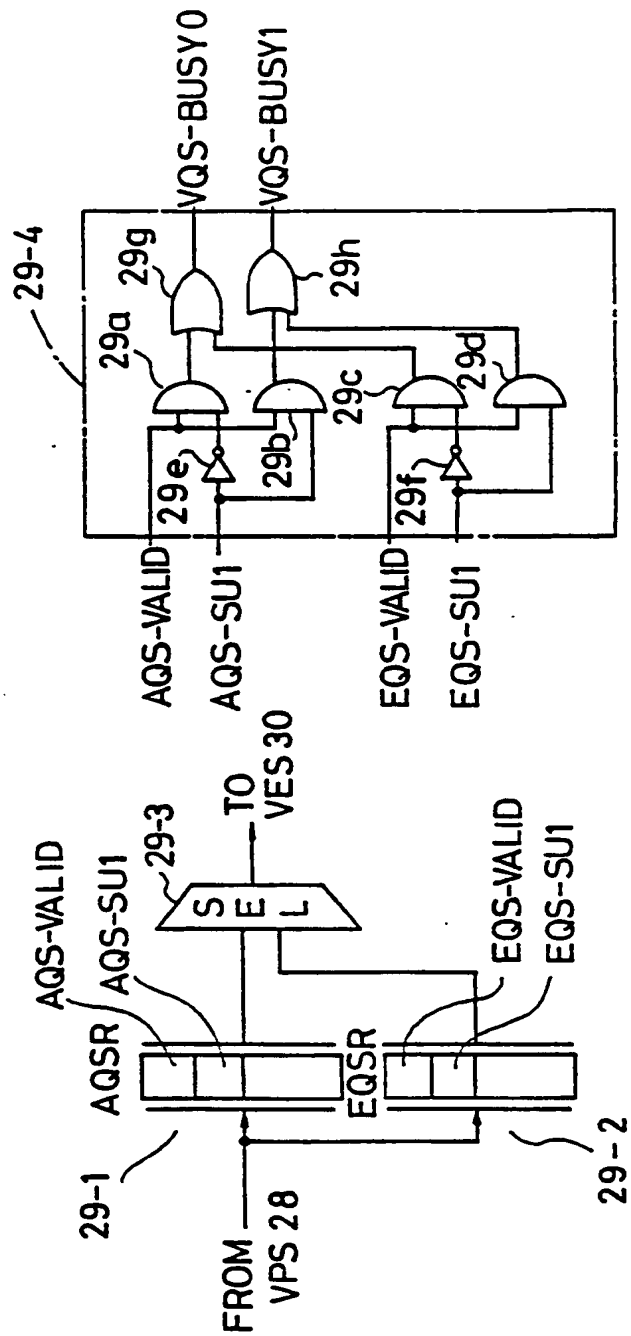 FROM
VPS 28
29-1
AQSR
AQS-VALID
AQS-SU1
29-3
SEL
TO
VES 30
EQSR
EQS-VALID
EQS-SU1
29-2
29-4
AQS-VALID
AQS-SU1
29e
29a
29b
29g
29h
VQS-BUSY0
VQS-BUSY1
EQS-VALID
EQS-SU1
29f
29c
29d